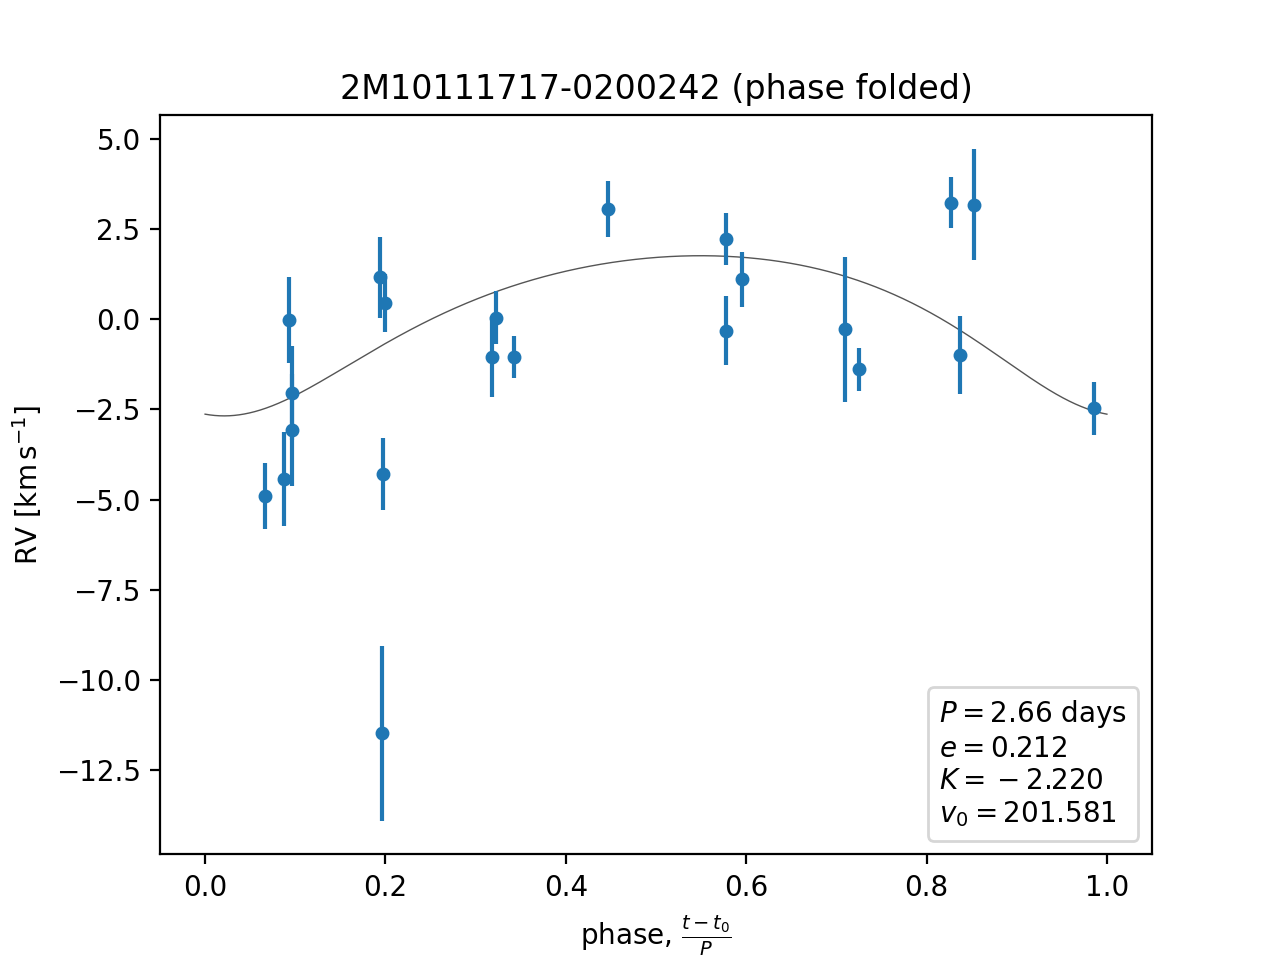 2M10111717-0200242 (phase folded)
RV [km s⁻¹]
5.0
2.5
0.0
−2.5
−5.0
−7.5
−10.0
−12.5
P = 2.66 days
e = 0.212
K = −2.220
v₀ = 201.581
0.0 0.2 0.4 0.6 0.8 1.0
phase, (t − t₀)/P